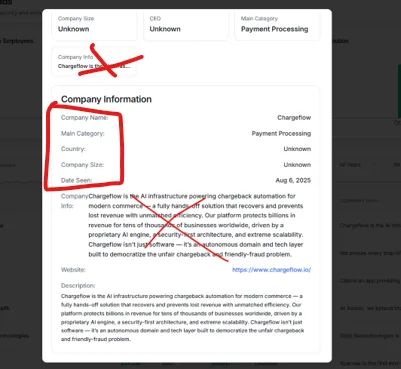 Company Size CEO Main Category
Unknown Unknown Payment Processing
Company Info
Company Information
Company Name: Chargeflow
Main Category: Payment Processing
Country: Unknown
Company Size: Unknown
Date Seen: Aug 6, 2025
Company Chargeflow is the AI infrastructure powering chargeback automation for
Info: modern commerce — a fully hands-off solution that recovers and prevents
lost revenue with unmatched efficiency. Our platform protects billions in
revenue for tens of thousands of businesses worldwide, driven by a
proprietary AI engine, a security-first architecture, and extreme scalability.
Chargeflow isn't just software — it's an autonomous domain and tech layer
built to democratize the unfair chargeback and friendly-fraud problem.
Website: https://www.chargeflow.io/
Description:
Chargeflow is the AI infrastructure powering chargeback automation for modern commerce — a
fully hands-off solution that recovers and prevents lost revenue with unmatched efficiency. Our
platform protects billions in revenue for tens of thousands of businesses worldwide, driven by a
proprietary AI engine, a security-first architecture, and extreme scalability. Chargeflow isn't just
software — it's an autonomous domain and tech layer built to democratize the unfair chargeback
and friendly-fraud problem.